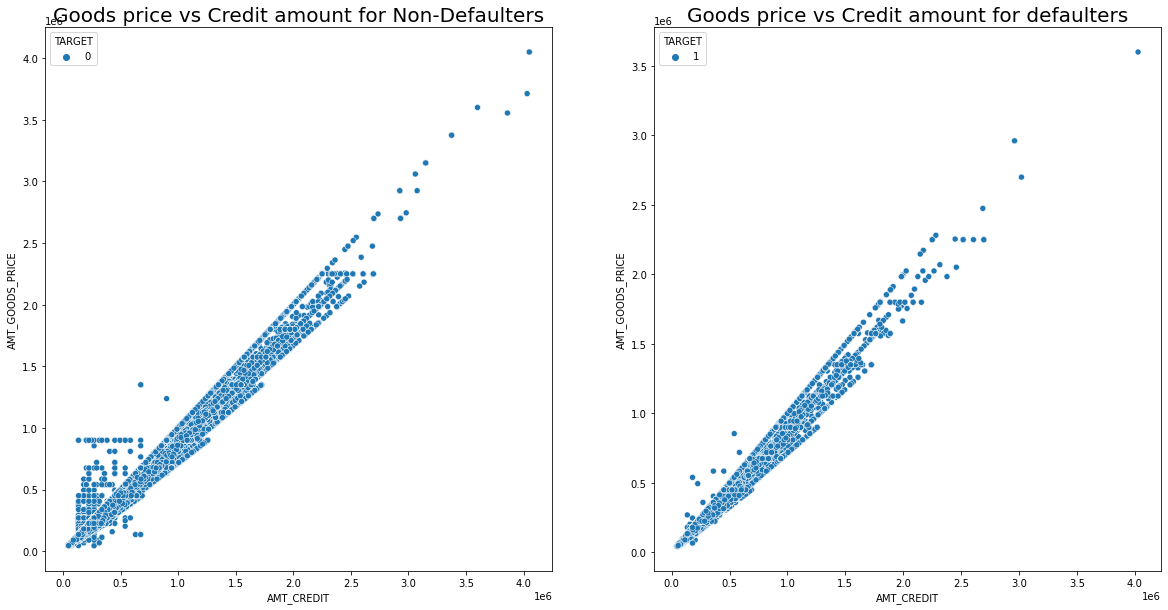 Goods price vs Credit amount for Non-Defaulters
1e6
TARGET
0
4.0
3.5
3.0
2.5
2.0
1.5
1.0
0.5
0.0
AMT_GOODS_PRICE
0.0 0.5 1.0 1.5 2.0 2.5 3.0 3.5 4.0
AMT_CREDIT
1e6
Goods price vs Credit amount for defaulters
1e6
TARGET
1
3.5
3.0
2.5
2.0
1.5
1.0
0.5
0.0
AMT_GOODS_PRICE
0.0 0.5 1.0 1.5 2.0 2.5 3.0 3.5 4.0
AMT_CREDIT
1e6